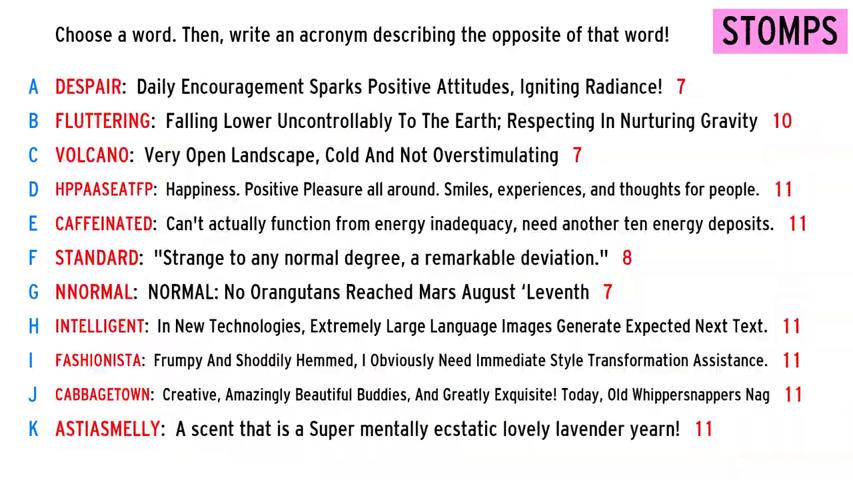 Choose a word. Then, write an acronym describing the opposite of that word!
STOMPS
A DESPAIR: Daily Encouragement Sparks Positive Attitudes, Igniting Radiance! 7
B FLUTTERING: Falling Lower Uncontrollably To The Earth; Respecting In Nurturing Gravity 10
C VOLCANO: Very Open Landscape, Cold And Not Overstimulating 7
D HPPAASEATFP: Happiness. Positive Pleasure all around. Smiles, experiences, and thoughts for people. 11
E CAFFEINATED: Can't actually function from energy inadequacy, need another ten energy deposits. 11
F STANDARD: "Strange to any normal degree, a remarkable deviation." 8
G NNORMAL: NORMAL: No Orangutans Reached Mars August ‘Leventh 7
H INTELLIGENT: In New Technologies, Extremely Large Language Images Generate Expected Next Text. 11
I FASHIONISTA: Frumpy And Shoddily Hemmed, I Obviously Need Immediate Style Transformation Assistance. 11
J CABBAGETOWN: Creative, Amazingly Beautiful Buddies, And Greatly Exquisite! Today, Old Whippersnappers Nag 11
K ASTIASMELLY: A scent that is a Super mentally ecstatic lovely lavender yearn! 11